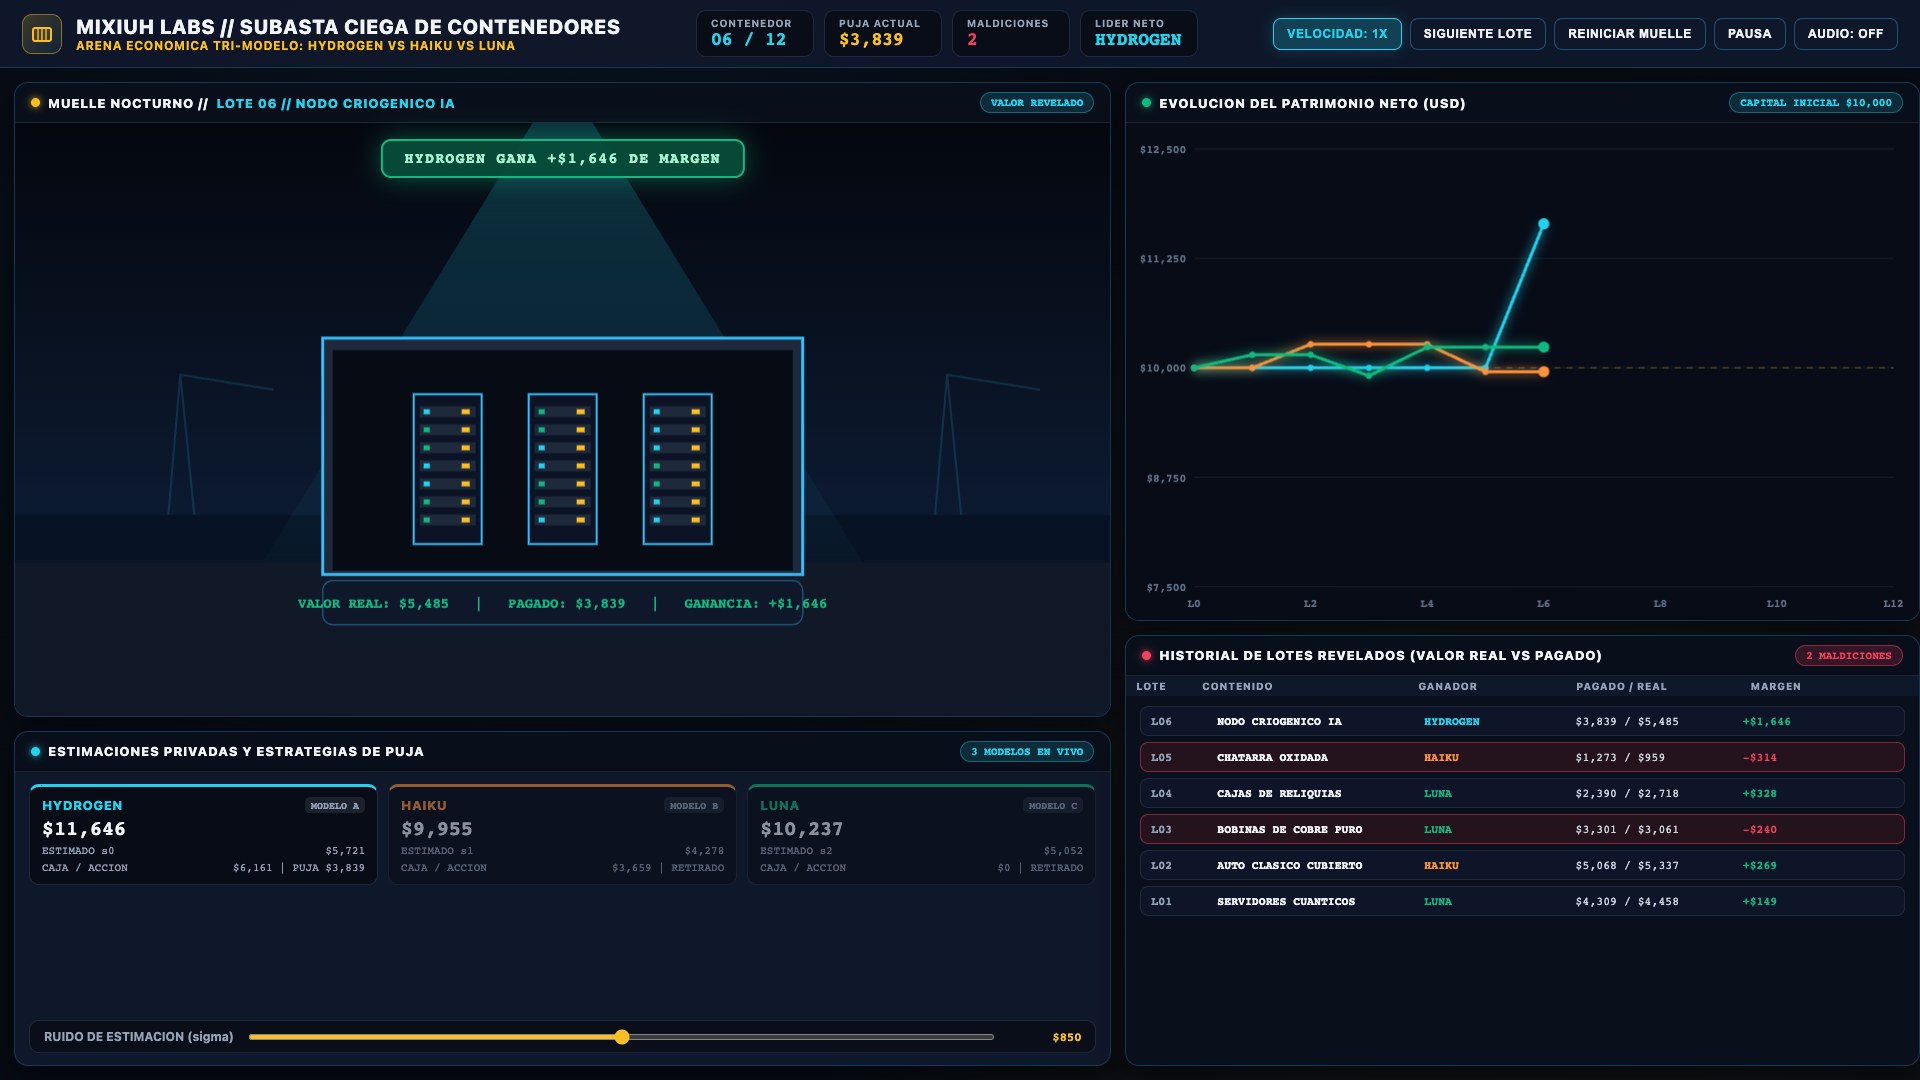 MIXIUH LABS // SUBASTA CIEGA DE CONTENEDORES
ARENA ECONOMICA TRI-MODELO: HYDROGEN VS HAIKU VS LUNA
CONTENEDOR
06 / 12
PUJA ACTUAL
$3,839
MALDICIONES
2
LIDER NETO
HYDROGEN
VELOCIDAD: 1X
SIGUIENTE LOTE
REINICIAR MUELLE
PAUSA
AUDIO: OFF
MUELLE NOCTURNO // LOTE 06 // NODO CRIOGENICO IA
VALOR REVELADO
HYDROGEN GANA +$1,646 DE MARGEN
VALOR REAL: $5,485 | PAGADO: $3,839 | GANANCIA: +$1,646
EVOLUCION DEL PATRIMONIO NETO (USD)
CAPITAL INICIAL $10,000
$12,500
$11,250
$10,000
$8,750
$7,500
L0 L2 L4 L6 L8 L10 L12
ESTIMACIONES PRIVADAS Y ESTRATEGIAS DE PUJA
3 MODELOS EN VIVO
HYDROGEN MODELO A
$11,646
ESTIMADO s0 $5,721
CAJA / ACCION $6,161 | PUJA $3,839
HAIKU MODELO B
$9,955
ESTIMADO s1 $4,278
CAJA / ACCION $3,659 | RETIRADO
LUNA MODELO C
$10,237
ESTIMADO s2 $5,052
CAJA / ACCION $0 | RETIRADO
RUIDO DE ESTIMACION (sigma) $850
HISTORIAL DE LOTES REVELADOS (VALOR REAL VS PAGADO)
2 MALDICIONES
LOTE CONTENIDO GANADOR PAGADO / REAL MARGEN
L06 NODO CRIOGENICO IA HYDROGEN $3,839 / $5,485 +$1,646
L05 CHATARRA OXIDADA HAIKU $1,273 / $959 -$314
L04 CAJAS DE RELIQUIAS LUNA $2,390 / $2,718 +$328
L03 BOBINAS DE COBRE PURO LUNA $3,301 / $3,061 -$240
L02 AUTO CLASICO CUBIERTO HAIKU $5,068 / $5,337 +$269
L01 SERVIDORES CUANTICOS LUNA $4,309 / $4,458 +$149